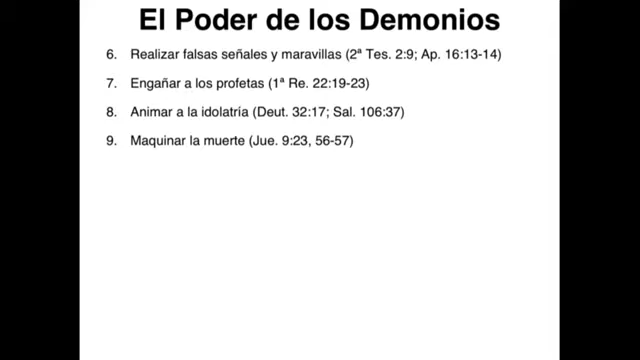 El Poder de los Demonios
6. Realizar falsas señales y maravillas (2ª Tes. 2:9; Ap. 16:13-14)
7. Engañar a los profetas (1ª Re. 22:19-23)
8. Animar a la idolatría (Deut. 32:17; Sal. 106:37)
9. Maquinar la muerte (Jue. 9:23, 56-57)